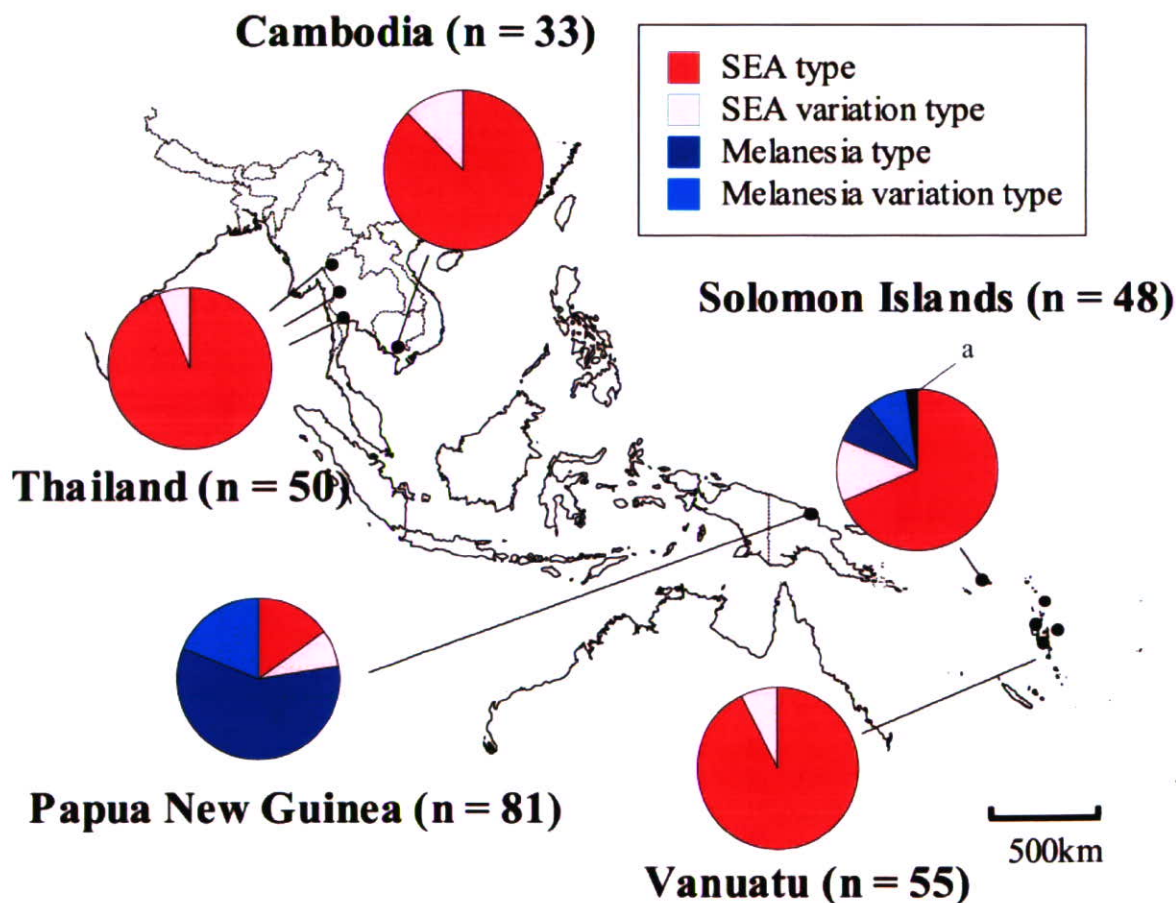 Cambodia (n = 33)
SEA type
SEA variation type
Melanesia type
Melanesia variation type
Solomon Islands (n = 48)
a
Thailand (n = 50)
Papua New Guinea (n = 81)
500km
Vanuatu (n = 55)